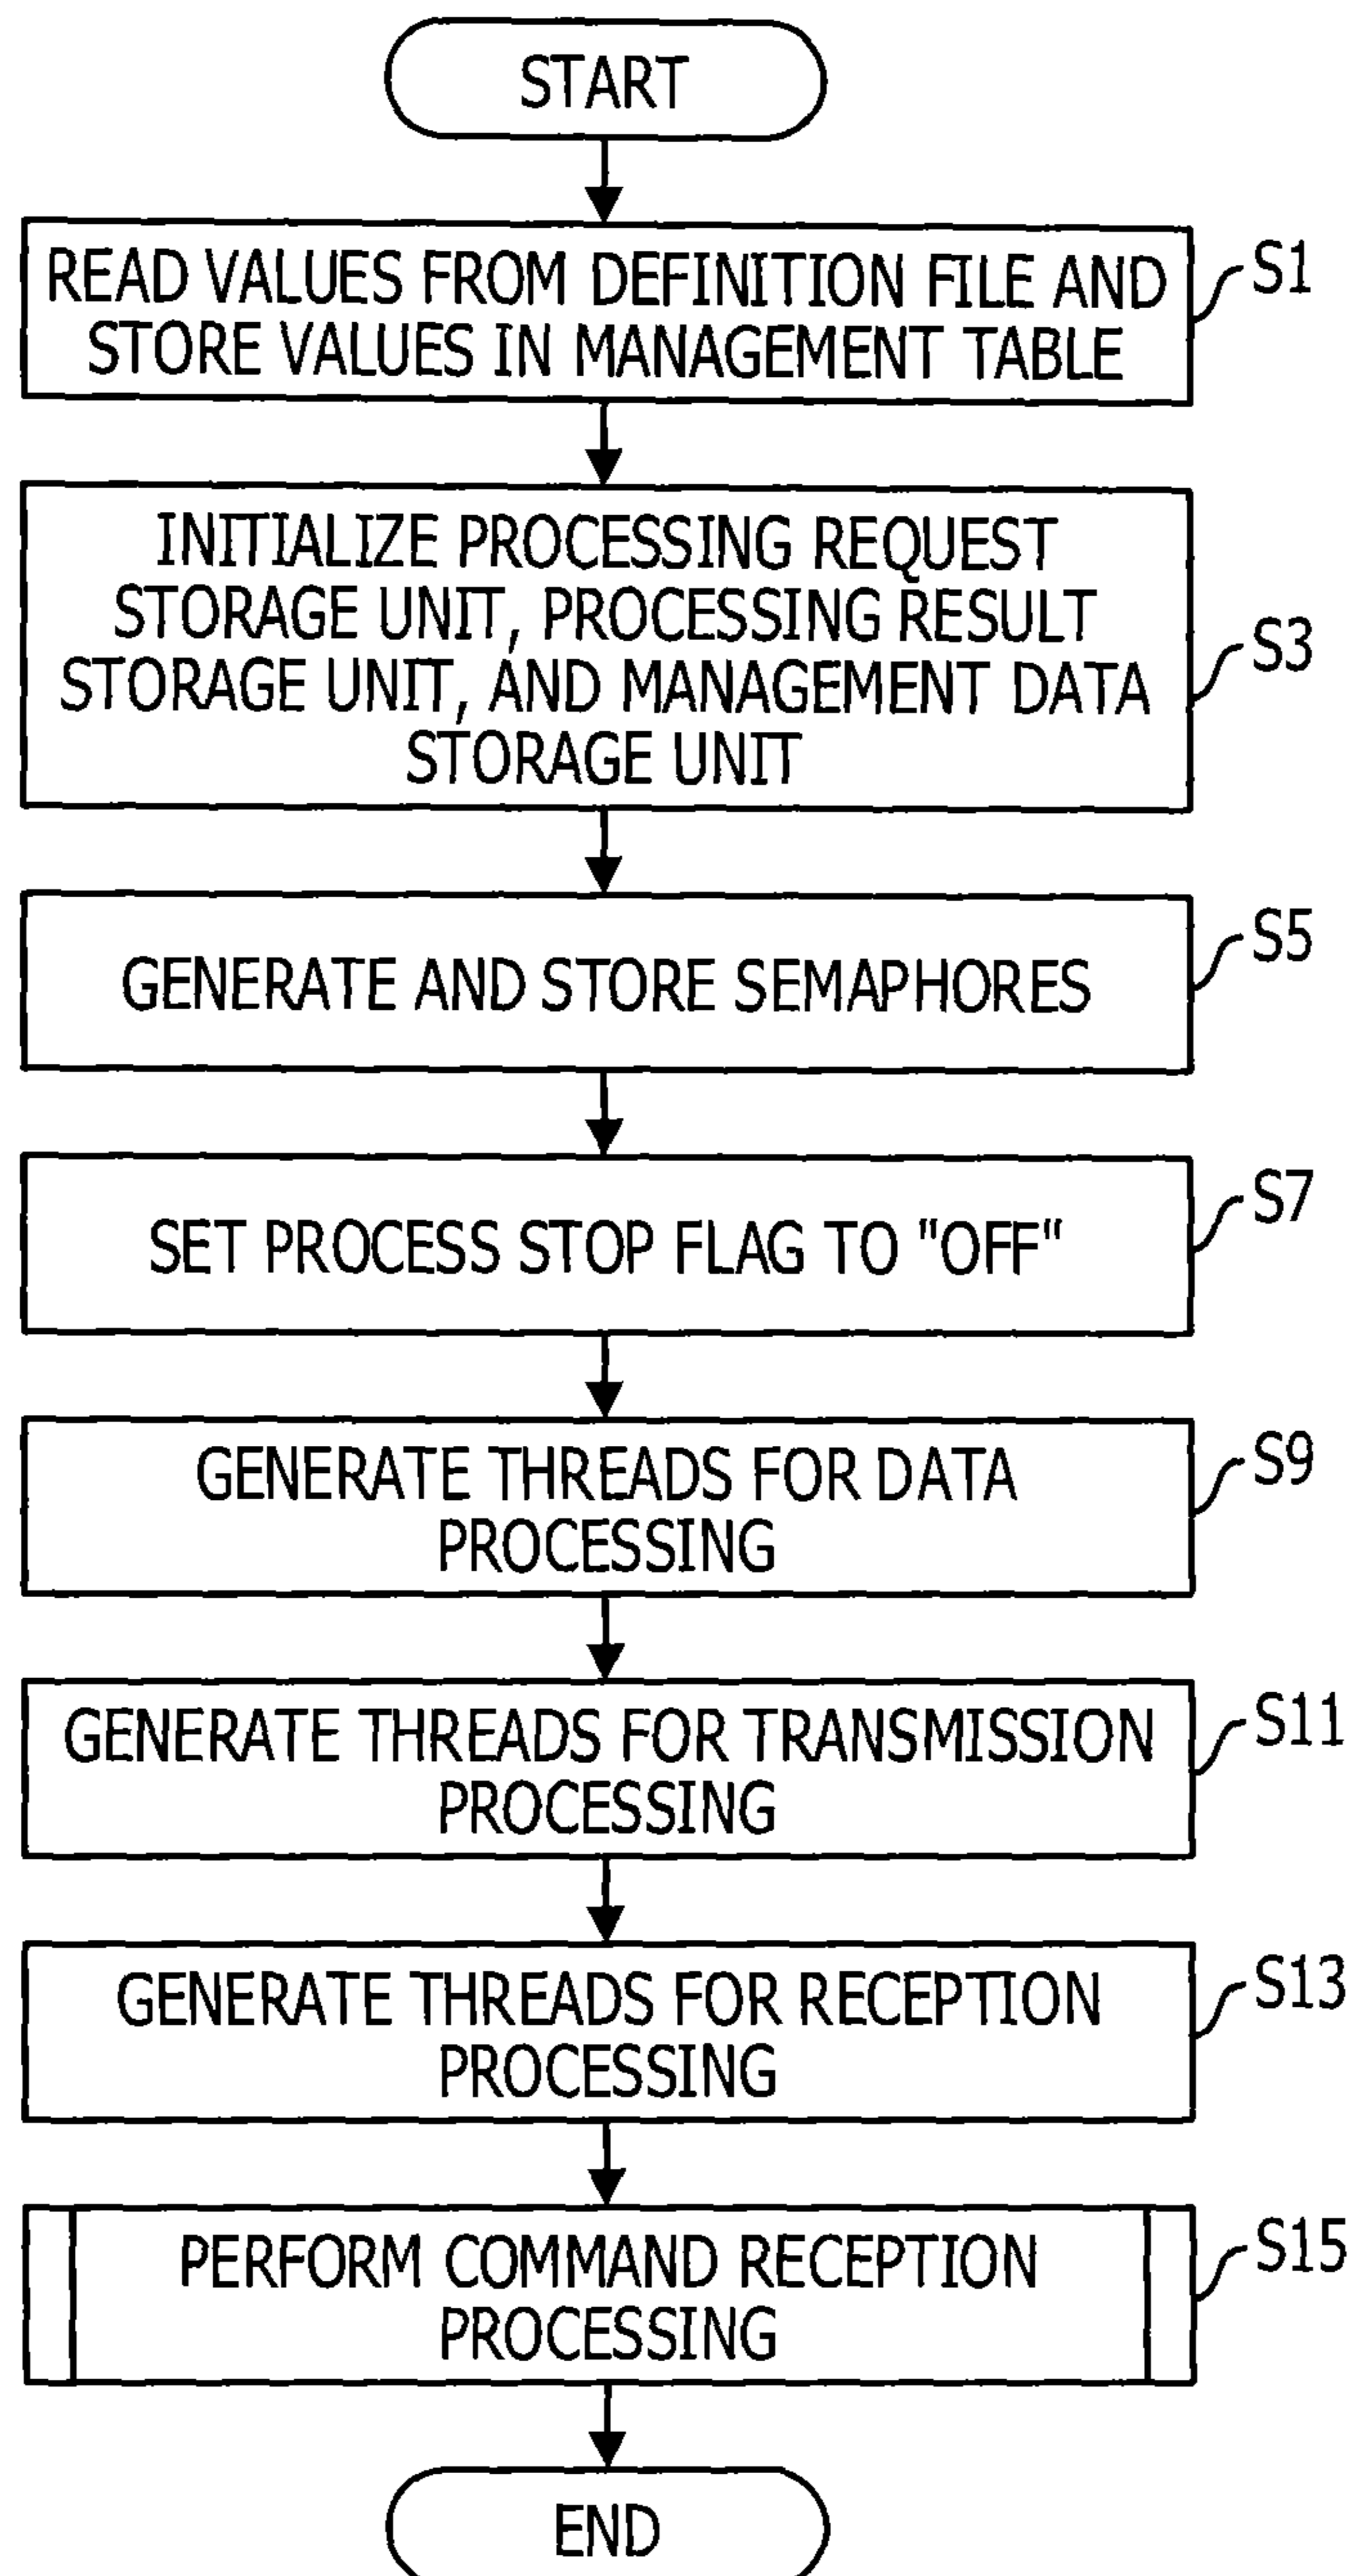 START
READ VALUES FROM DEFINITION FILE AND
STORE VALUES IN MANAGEMENT TABLE
S1
INITIALIZE PROCESSING REQUEST
STORAGE UNIT, PROCESSING RESULT
STORAGE UNIT, AND MANAGEMENT DATA
STORAGE UNIT
S3
GENERATE AND STORE SEMAPHORES
S5
SET PROCESS STOP FLAG TO "OFF"
S7
GENERATE THREADS FOR DATA
PROCESSING
S9
GENERATE THREADS FOR TRANSMISSION
PROCESSING
S11
GENERATE THREADS FOR RECEPTION
PROCESSING
S13
PERFORM COMMAND RECEPTION
PROCESSING
S15
END